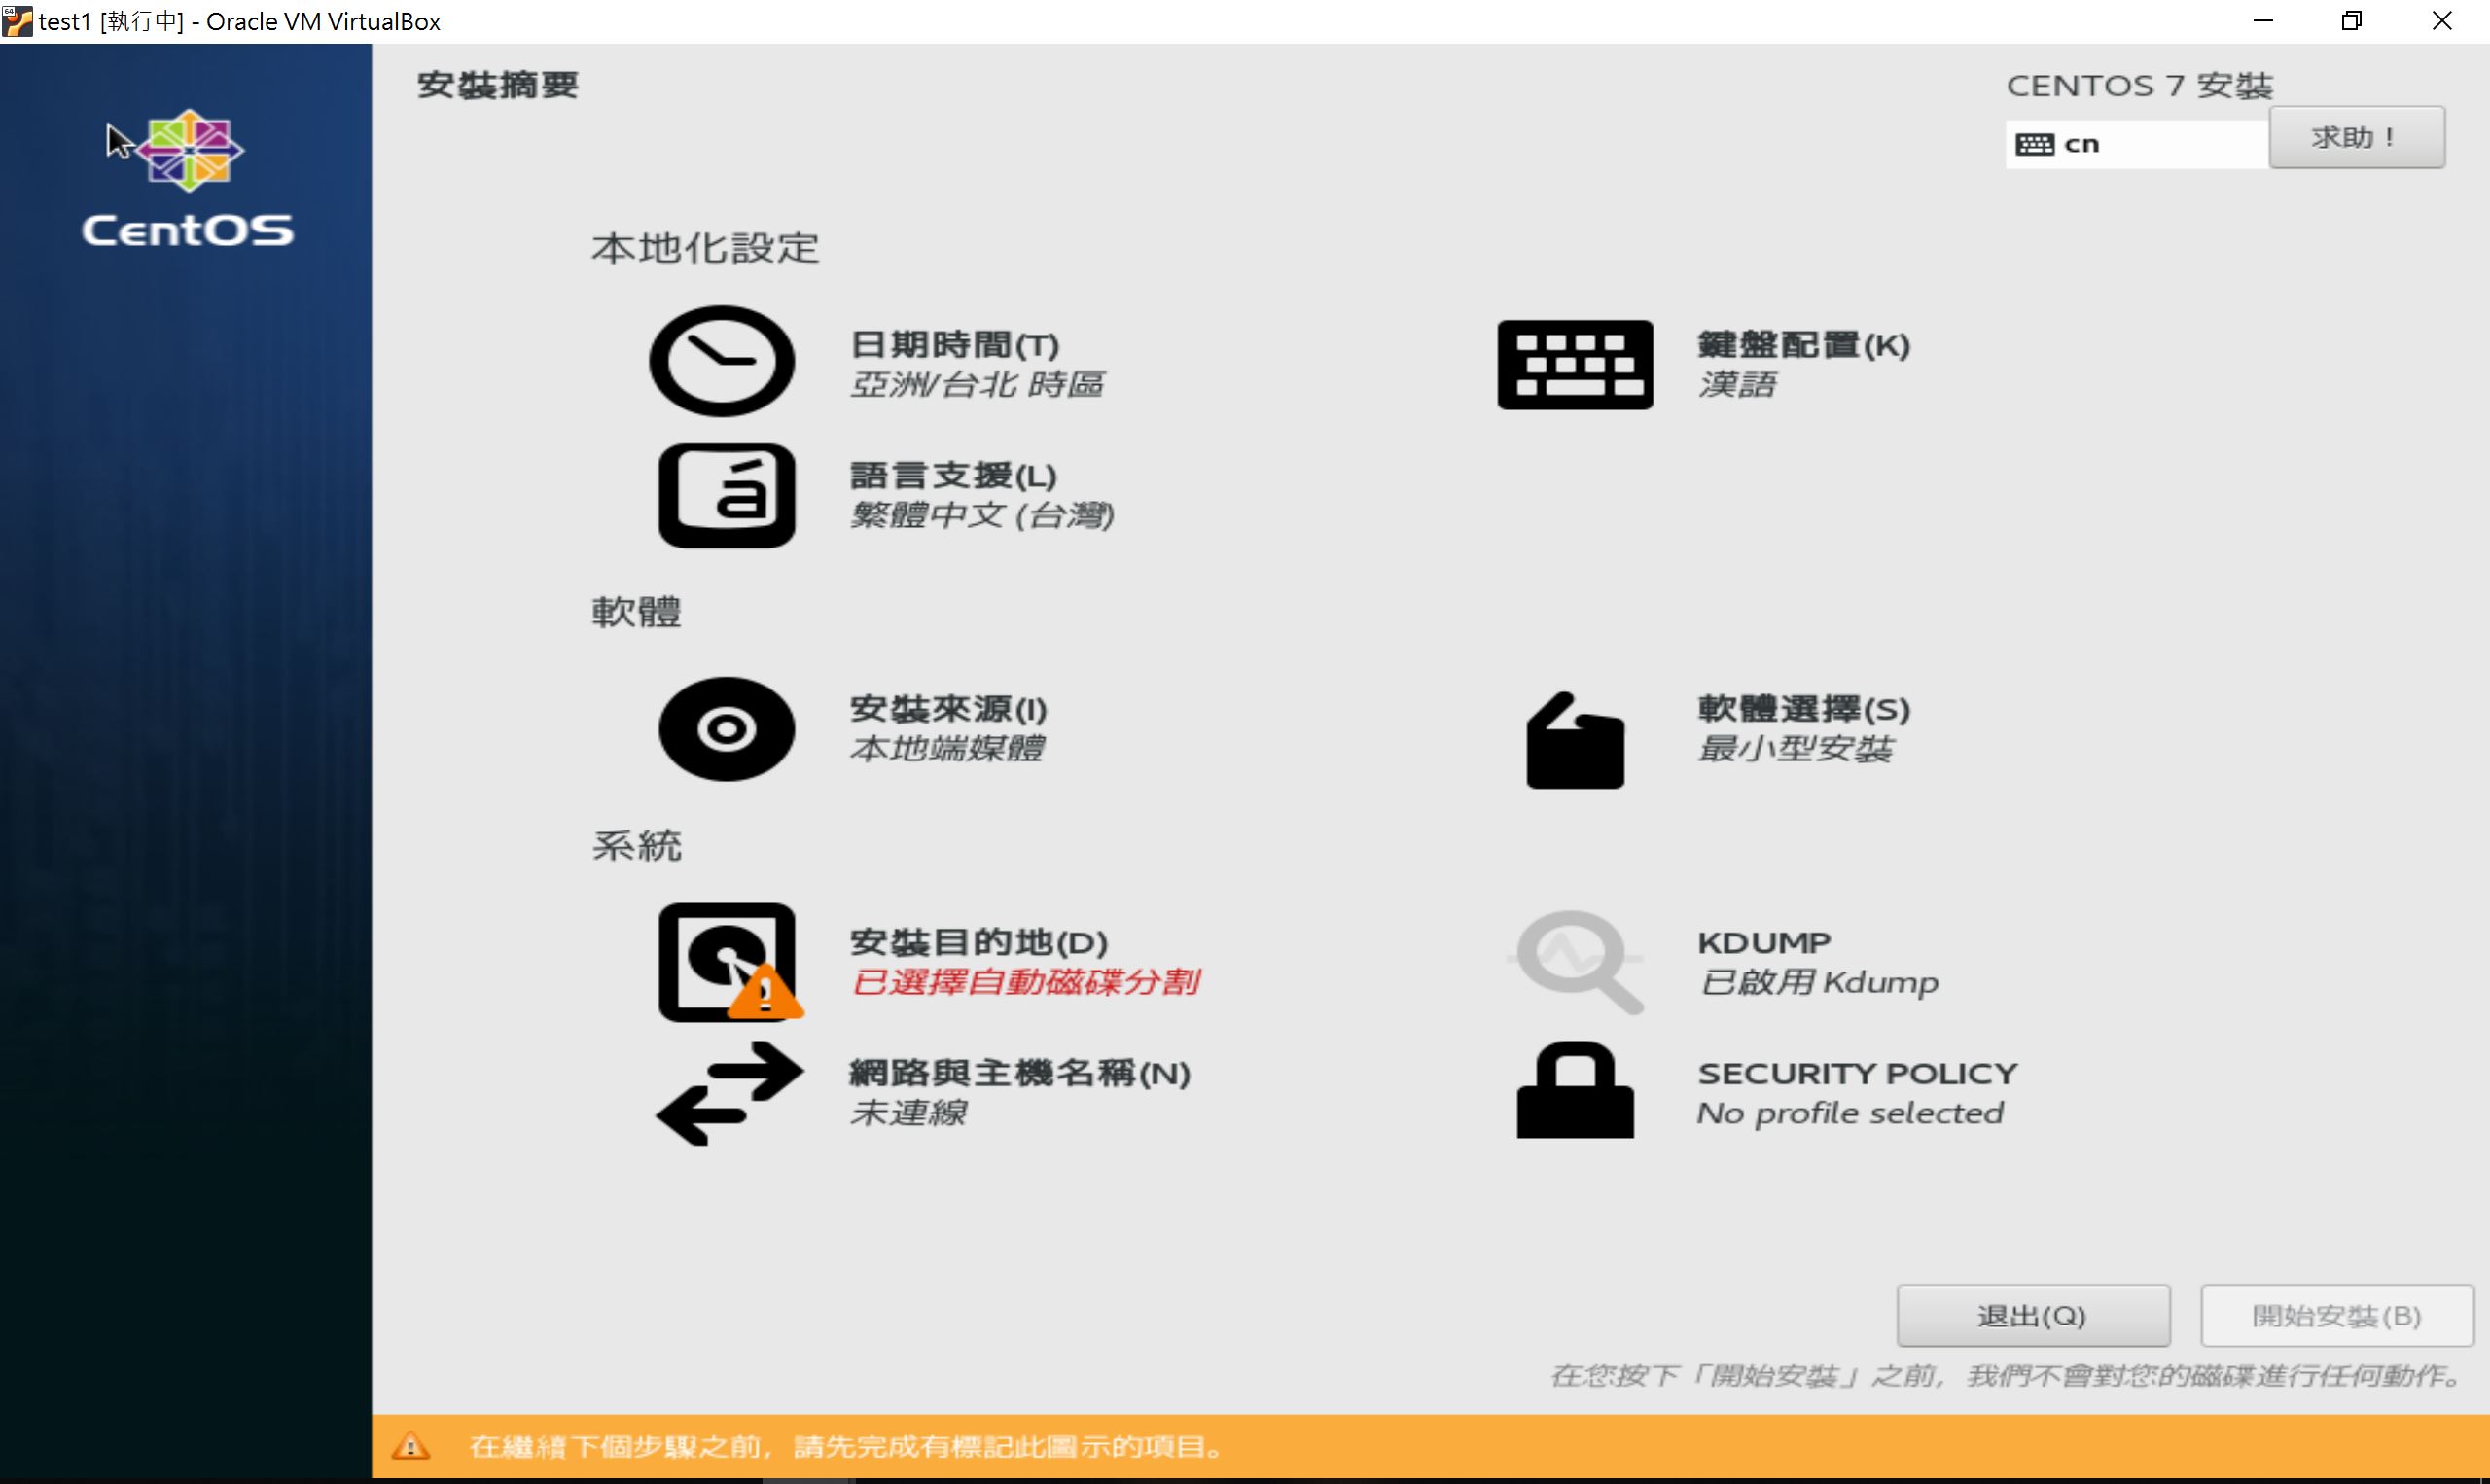 test1 [執行中] - Oracle VM VirtualBox
CentOS
安裝摘要
CENTOS 7 安裝
cn
求助！
本地化設定
日期時間(T)
亞洲/台北 時區
鍵盤配置(K)
漢語
語言支援(L)
繁體中文 (台灣)
軟體
安裝來源(I)
本地端媒體
軟體選擇(S)
最小型安裝
系統
安裝目的地(D)
已選擇自動磁碟分割
KDUMP
已啟用 Kdump
網路與主機名稱(N)
未連線
SECURITY POLICY
No profile selected
退出(Q)
開始安裝(B)
在您按下「開始安裝」之前，我們不會對您的磁碟進行任何動作。
在繼續下個步驟之前，請先完成有標記此圖示的項目。